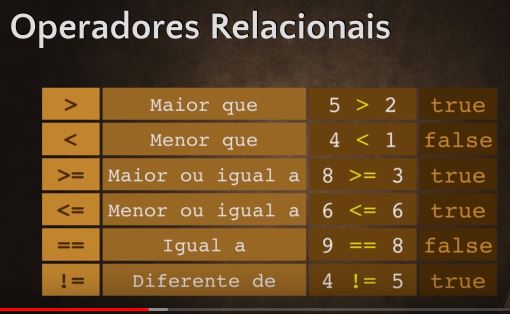 Operadores Relacionais
> Maior que 5 > 2 true
< Menor que 4 < 1 false
>= Maior ou igual a 8 >= 3 true
<= Menor ou igual a 6 <= 6 true
== Igual a 9 == 8 false
!= Diferente de 4 != 5 true